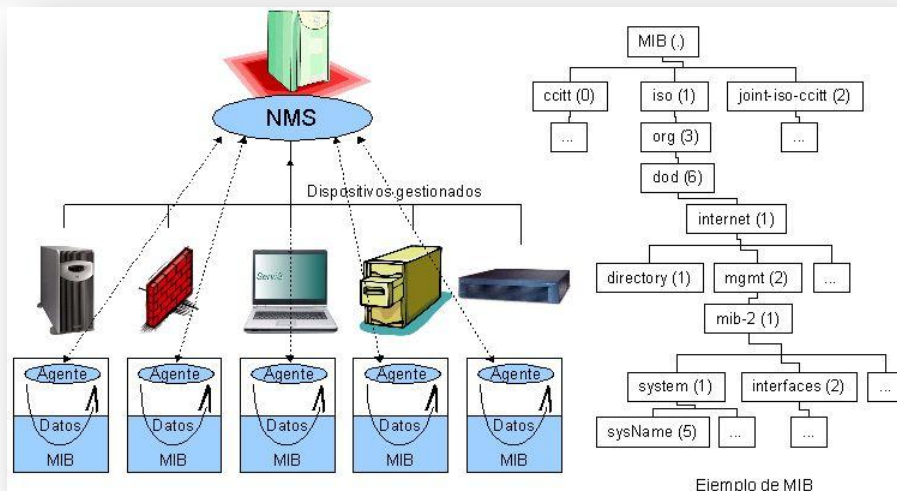 NMS
Dispositivos gestionados
Servia
Agente
Datos
MIB
Agente
Datos
MIB
Agente
Datos
MIB
Agente
Datos
MIB
Agente
Datos
MIB
MIB (.)
ccitt (0)
iso (1)
joint-iso-ccitt (2)
...
org (3)
...
dod (6)
internet (1)
directory (1)
mgmt (2)
...
mib-2 (1)
system (1)
interfaces (2)
...
sysName (5)
...
...
Ejemplo de MIB